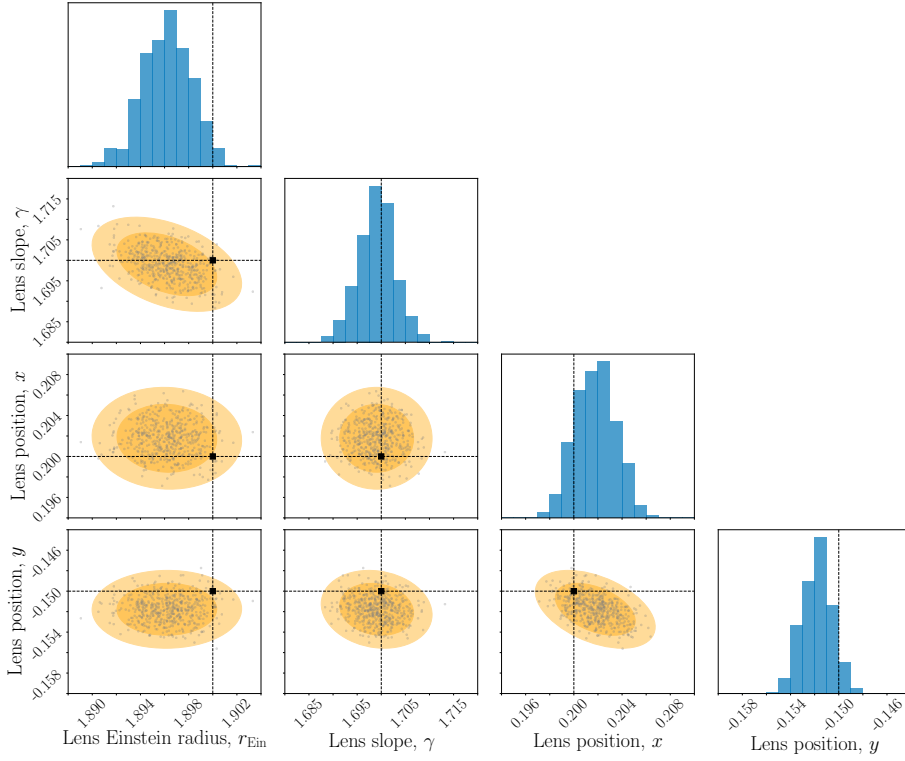 Lens slope, γ
1.715
1.705
1.695
1.685
Lens position, x
0.208
0.204
0.200
0.196
Lens position, y
-0.146
-0.150
-0.154
-0.158
1.890 1.894 1.898 1.902
1.685 1.695 1.705 1.715
0.196 0.200 0.204 0.208
-0.158 -0.154 -0.150 -0.146
Lens Einstein radius, r_Ein
Lens slope, γ
Lens position, x
Lens position, y